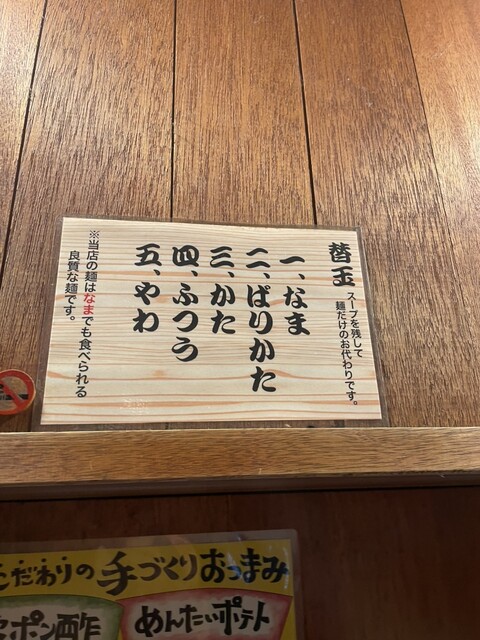 替玉
スープを残して
麺だけのお代わりです。
一、なま
二、ばりかた
三、かた
四、ふつう
五、やわ
※当店の麺はなまでも食べられる
良質な麺です。
こだわりの手づくりおつまみ
ポン酢
めんたいポテト